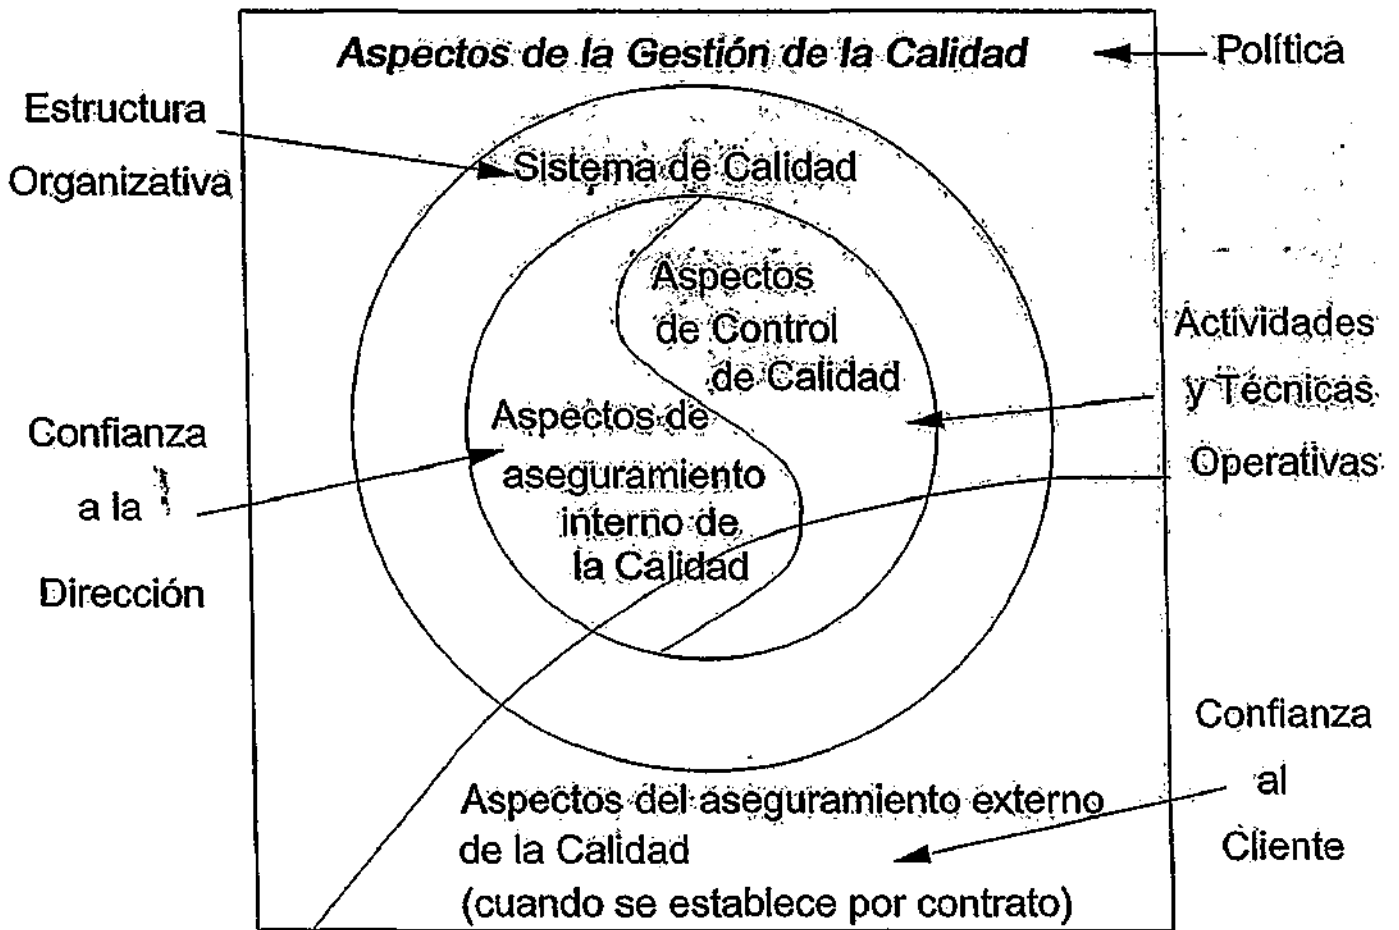 Aspectos de la Gestión de la Calidad
Política
Estructura
Organizativa
Sistema de Calidad
Aspectos
de Control
de Calidad
Actividades
y Técnicas
Operativas
Confianza
a la
Dirección
Aspectos de
aseguramiento
interno de
la Calidad
Confianza
al
Cliente
Aspectos del aseguramiento externo
de la Calidad
(cuando se establece por contrato)